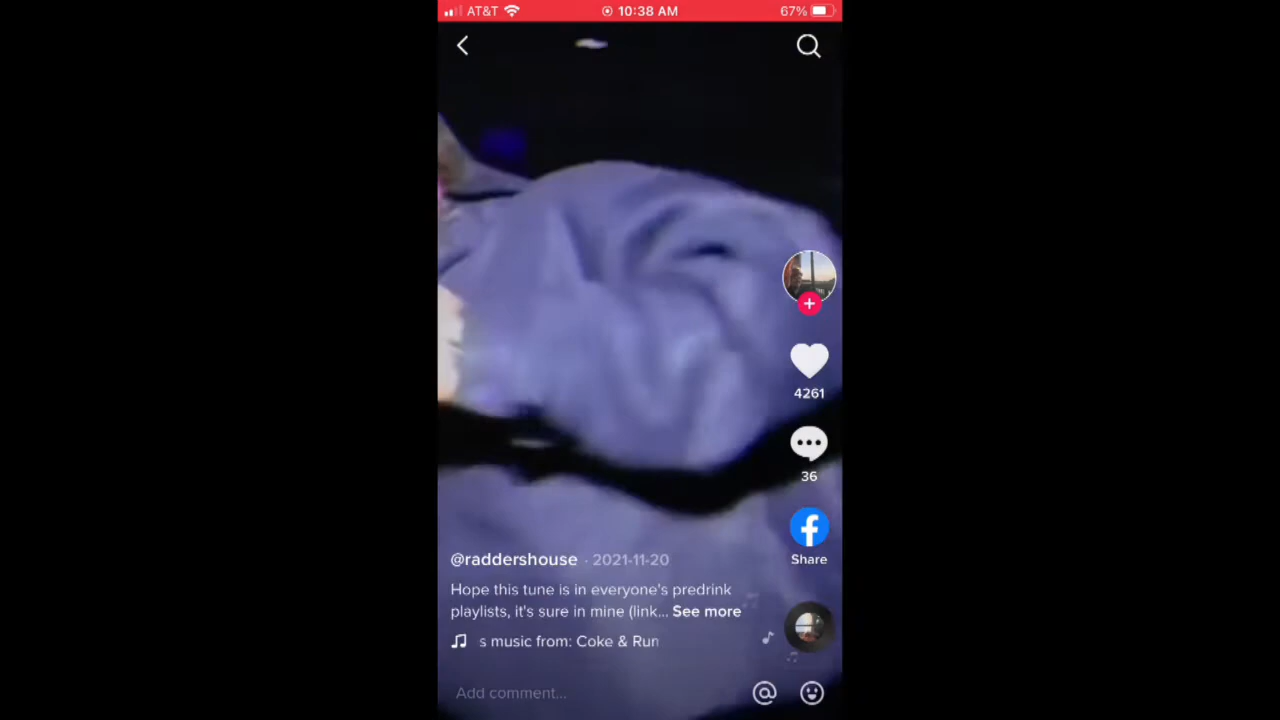 AT&T
10:38 AM
67%
4261
36
Share
@raddershouse · 2021-11-20
Hope this tune is in everyone's predrink
playlists, it's sure in mine (link... See more
s music from: Coke & Run
Add comment...